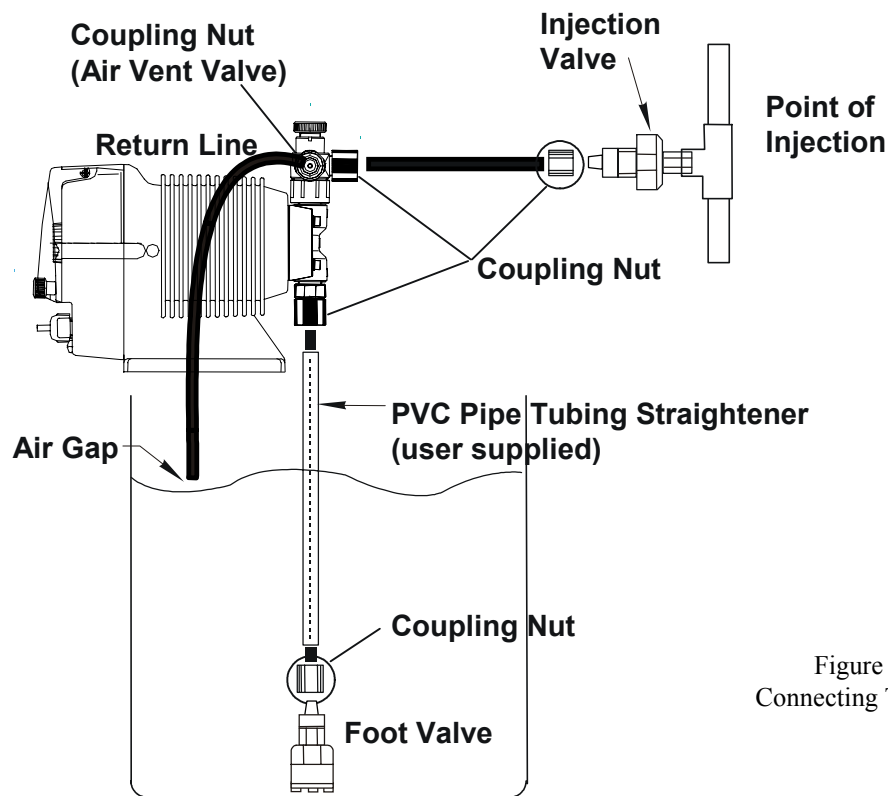 Coupling Nut
(Air Vent Valve)
Injection
Valve
Point of
Injection
Return Line
Coupling Nut
PVC Pipe Tubing Straightener
(user supplied)
Air Gap
Coupling Nut
Foot Valve
Figure
Connecting